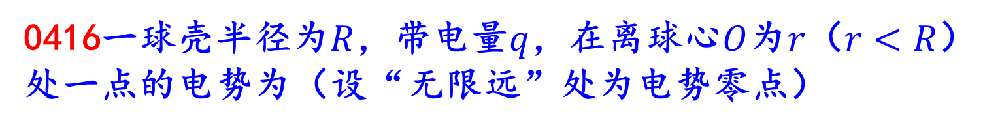 0416一球壳半径为R，带电量q，在离球心O为r（r < R）
处一点的电势为（设“无限远”处为电势零点）